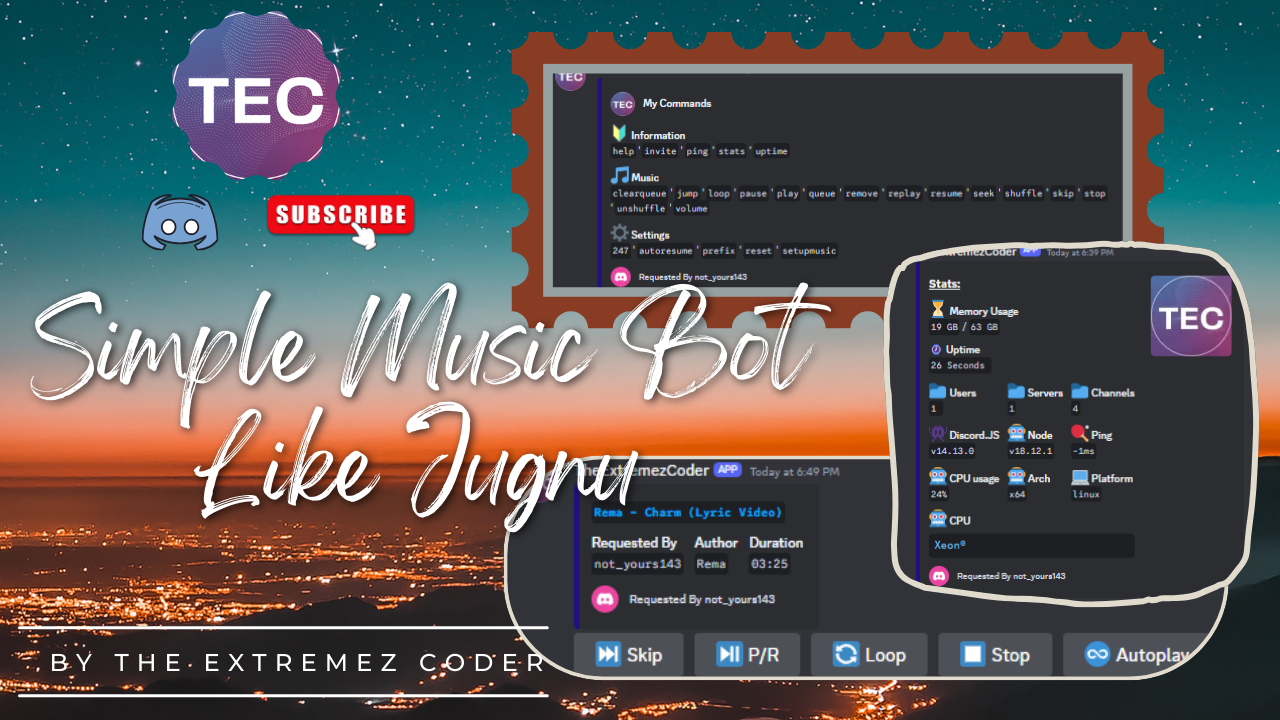 TEC
SUBSCRIBE
Simple Music Bot
Like Jugnu
BY THE EXTREMEZ CODER
TEC
TEC
My Commands
Information
help ' invite ' ping ' stats ' uptime
Music
clearqueue ' jump ' loop ' pause ' play ' queue ' remove ' replay ' resume ' seek ' shuffle ' skip ' stop
' unshuffle ' volume
Settings
247 ' autoresume ' prefix ' reset ' setupmusic
Requested By not_yours143
ExtremezCoder APP Today at 6:39 PM
Stats:
TEC
Memory Usage
19 GB / 63 GB
Uptime
26 Seconds
Users Servers Channels
1 1 4
Discord.JS Node Ping
v14.13.0 v18.12.1 -1ms
CPU usage Arch Platform
24% x64 linux
CPU
Xeon®
Requested By not_yours143
TheExtremezCoder APP Today at 6:49 PM
Rema - Charm (Lyric Video)
Requested By Author Duration
not_yours143 Rema 03:25
Requested By not_yours143
Skip P/R Loop Stop Autoplay